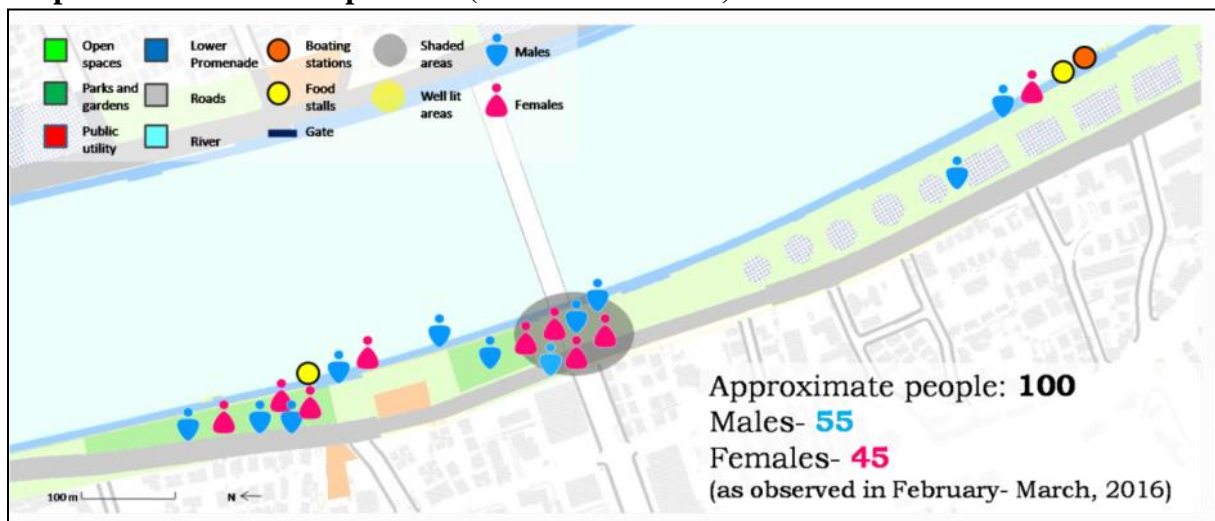 Open spaces
Parks and gardens
Public utility
Lower Promenade
Roads
River
Boating stations
Food stalls
Gate
Shaded areas
Well lit areas
Males
Females
Approximate people: 100
Males- 55
Females- 45
(as observed in February- March, 2016)
100 m
N